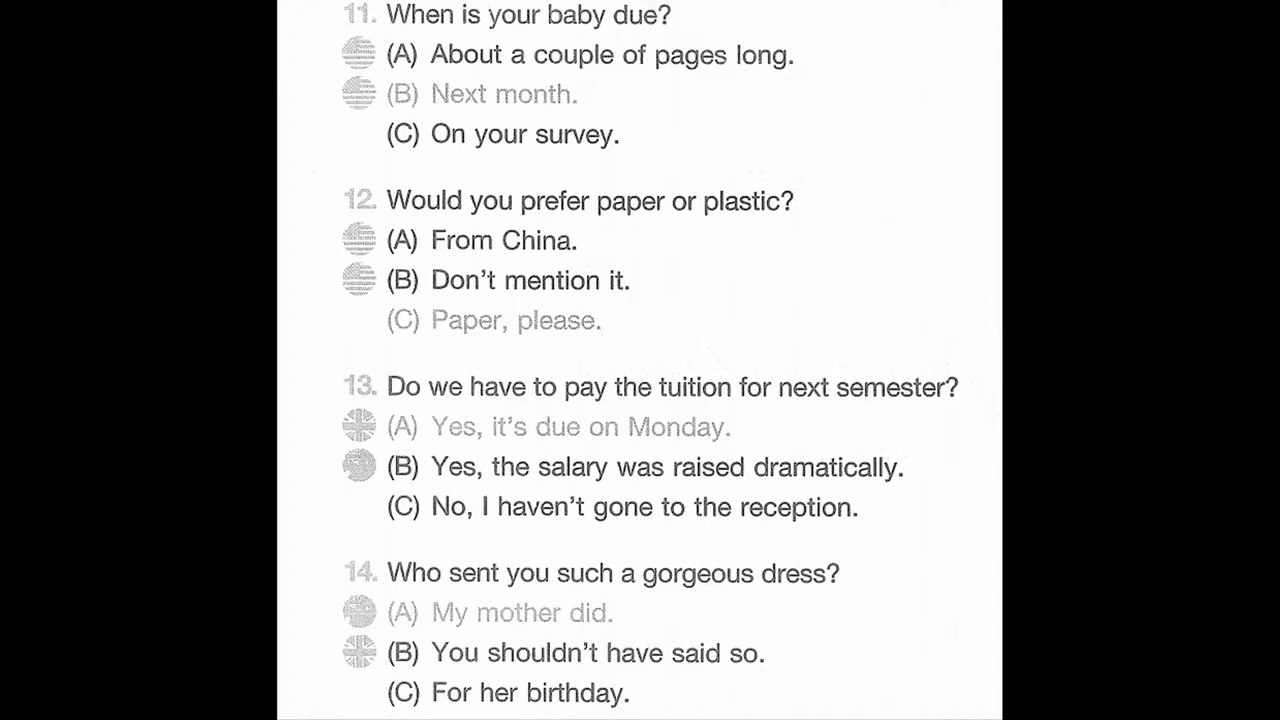 11. When is your baby due?
(A) About a couple of pages long.
(B) Next month.
(C) On your survey.
12. Would you prefer paper or plastic?
(A) From China.
(B) Don't mention it.
(C) Paper, please.
13. Do we have to pay the tuition for next semester?
(A) Yes, it's due on Monday.
(B) Yes, the salary was raised dramatically.
(C) No, I haven't gone to the reception.
14. Who sent you such a gorgeous dress?
(A) My mother did.
(B) You shouldn't have said so.
(C) For her birthday.